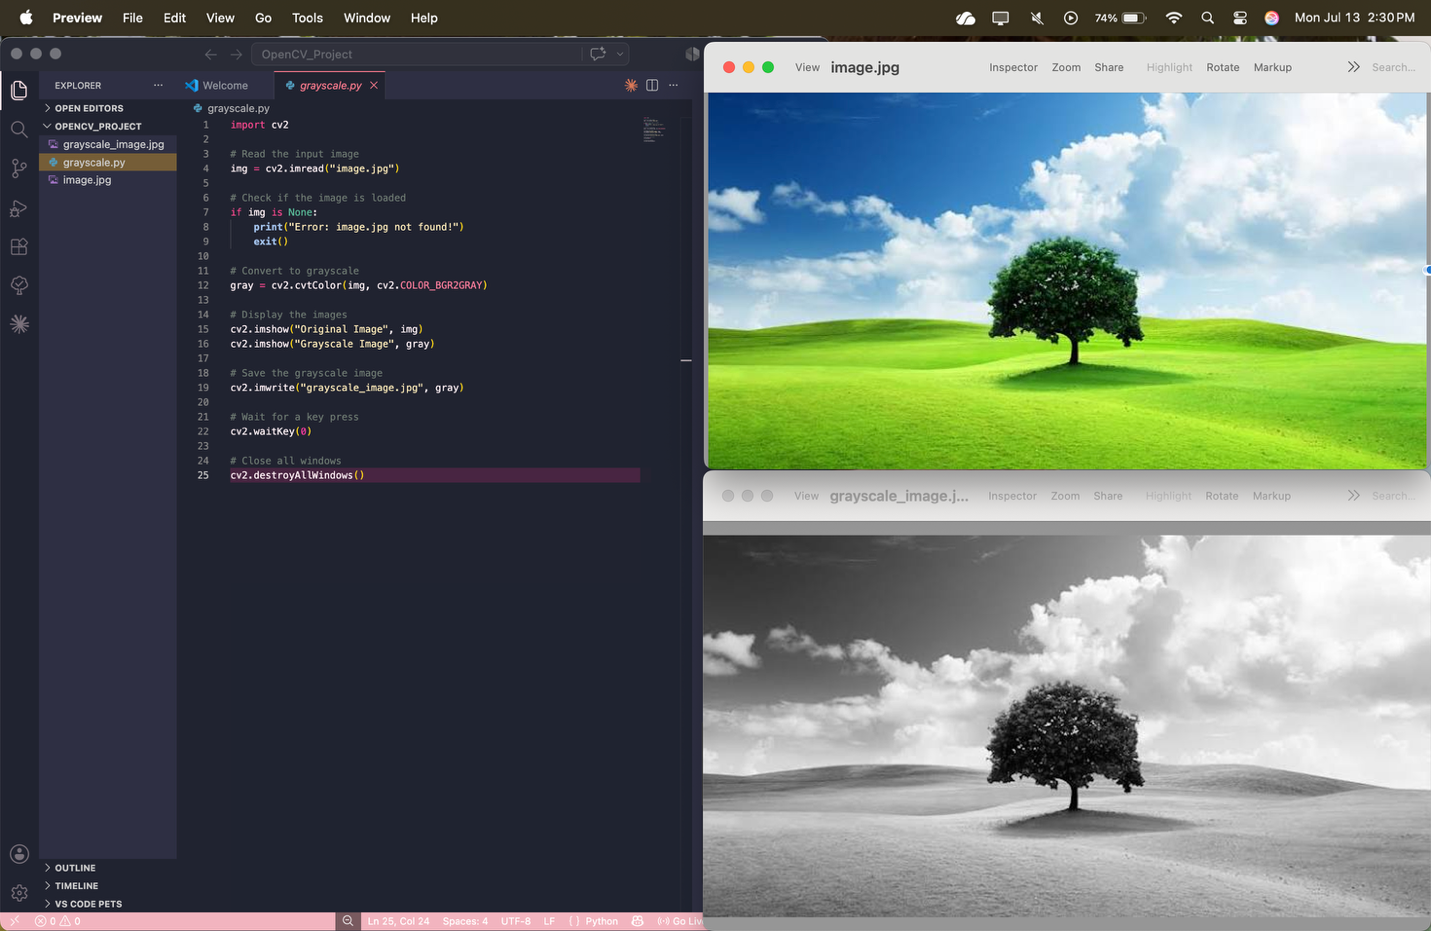 Preview File Edit View Go Tools Window Help 74% Mon Jul 13 2:30 PM
OpenCV_Project
EXPLORER
OPEN EDITORS
OPENCV_PROJECT
grayscale_image.jpg
grayscale.py
image.jpg
OUTLINE
TIMELINE
VS CODE PETS
Welcome grayscale.py
grayscale.py
1 import cv2
2
3 # Read the input image
4 img = cv2.imread("image.jpg")
5
6 # Check if the image is loaded
7 if img is None:
8 print("Error: image.jpg not found!")
9 exit()
10
11 # Convert to grayscale
12 gray = cv2.cvtColor(img, cv2.COLOR_BGR2GRAY)
13
14 # Display the images
15 cv2.imshow("Original Image", img)
16 cv2.imshow("Grayscale Image", gray)
17
18 # Save the grayscale image
19 cv2.imwrite("grayscale_image.jpg", gray)
20
21 # Wait for a key press
22 cv2.waitKey(0)
23
24 # Close all windows
25 cv2.destroyAllWindows()
0 0 Ln 25, Col 24 Spaces: 4 UTF-8 LF { } Python Go Liv
View image.jpg Inspector Zoom Share Highlight Rotate Markup Search...
View grayscale_image.j... Inspector Zoom Share Highlight Rotate Markup Search...